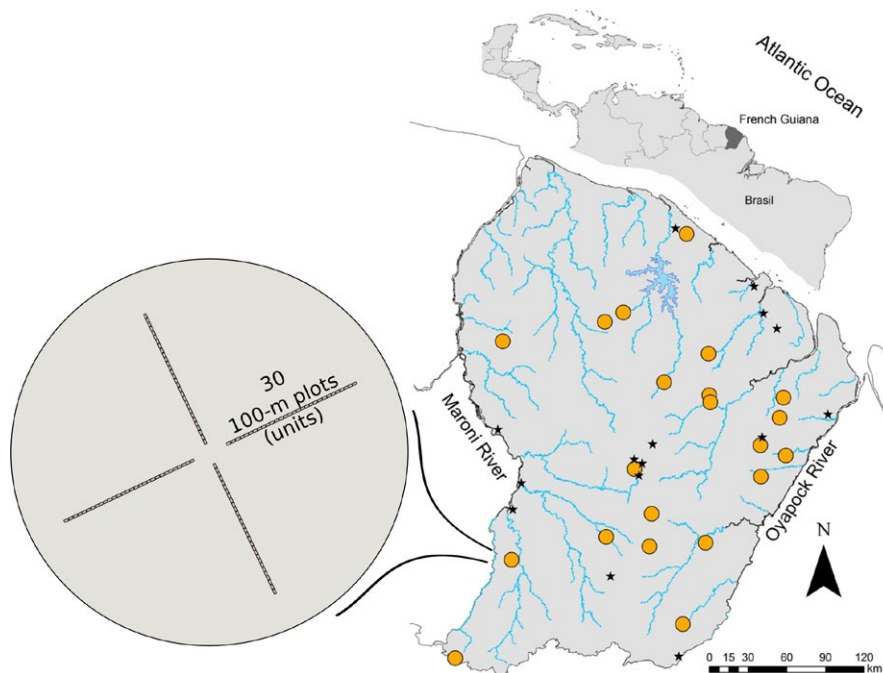 Atlantic Ocean
French Guiana
Brasil
30
100-m plots
(units)
Maroni River
Oyapock River
N
0 15 30 60 90 120
km